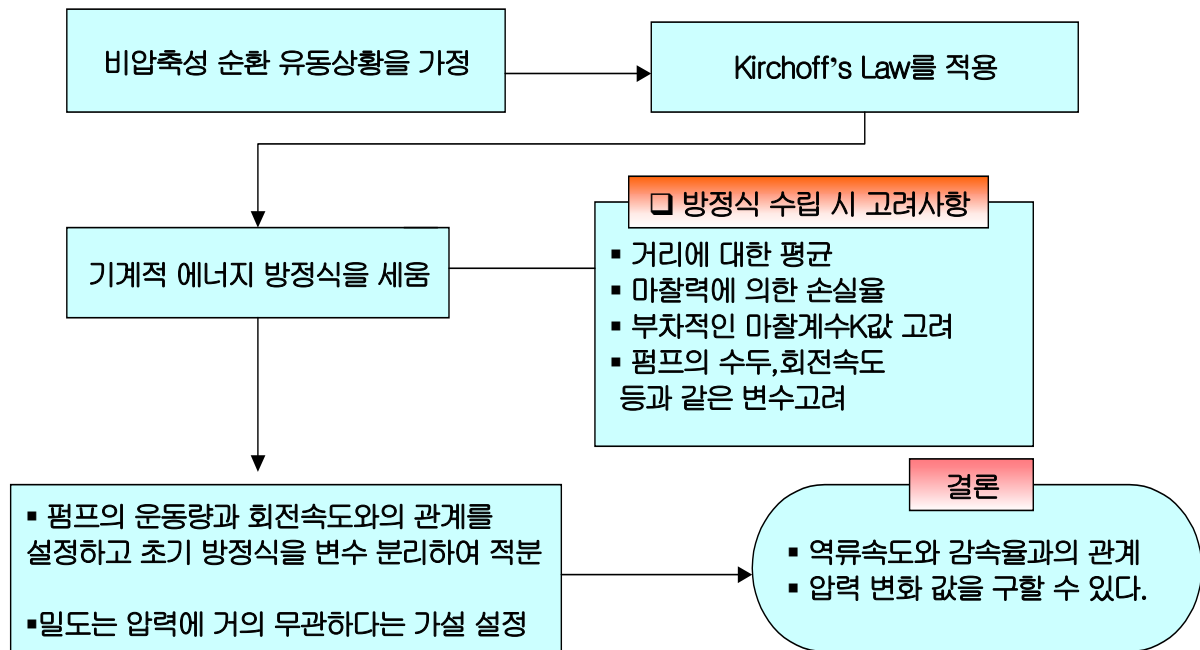 비압축성 순환 유동상황을 가정
Kirchoff's Law를 적용
❑ 방정식 수립 시 고려사항
기계적 에너지 방정식을 세움
▪ 거리에 대한 평균
▪ 마찰력에 의한 손실율
▪ 부차적인 마찰계수K값 고려
▪ 펌프의 수두,회전속도
등과 같은 변수고려
▪ 펌프의 운동량과 회전속도와의 관계를
설정하고 초기 방정식을 변수 분리하여 적분
▪밀도는 압력에 거의 무관하다는 가설 설정
결론
▪ 역류속도와 감속율과의 관계
▪ 압력 변화 값을 구할 수 있다.